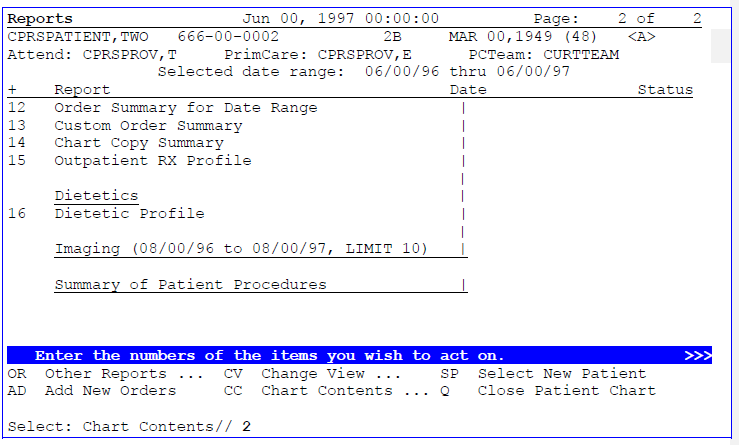 Reports Jun 00, 1997 00:00:00 Page: 2 of 2
CPRSPATIENT,TWO 666-00-0002 2B MAR 00,1949 (48) <A>
Attend: CPRSPROV,T PrimCare: CPRSPROV,E PCTeam: CURTTEAM
Selected date range: 06/00/96 thru 06/00/97
+ Report Date Status
12 Order Summary for Date Range |
13 Custom Order Summary |
14 Chart Copy Summary |
15 Outpatient RX Profile |
|
Dietetics |
16 Dietetic Profile |
|
Imaging (08/00/96 to 08/00/97, LIMIT 10) |
Summary of Patient Procedures |
Enter the numbers of the items you wish to act on. >>>
OR Other Reports ... CV Change View ... SP Select New Patient
AD Add New Orders CC Chart Contents ... Q Close Patient Chart
Select: Chart Contents// 2